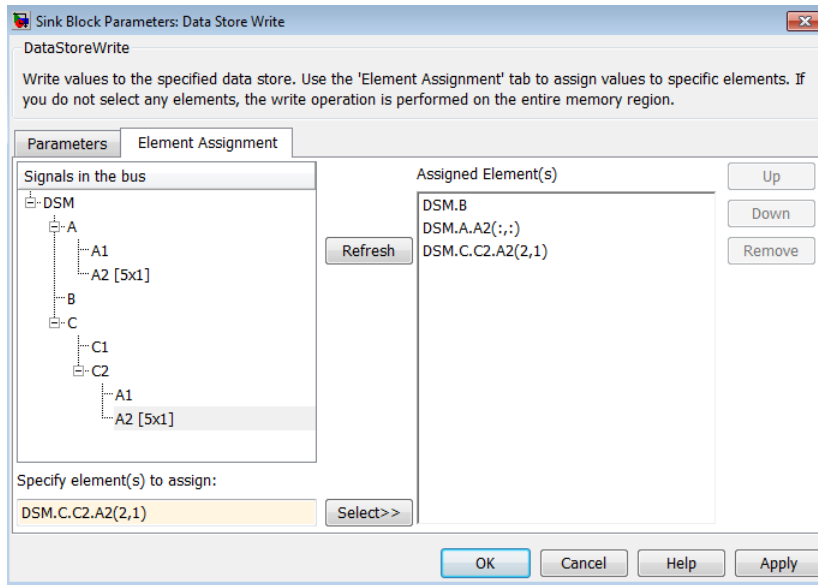 Sink Block Parameters: Data Store Write
DataStoreWrite
Write values to the specified data store. Use the 'Element Assignment' tab to assign values to specific elements. If
you do not select any elements, the write operation is performed on the entire memory region.
Parameters
Element Assignment
Signals in the bus
DSM
A
A1
A2 [5x1]
B
C
C1
C2
A1
A2 [5x1]
Specify element(s) to assign:
DSM.C.C2.A2(2,1)
Refresh
Select>>
Assigned Element(s)
DSM.B
DSM.A.A2(:,:)
DSM.C.C2.A2(2,1)
Up
Down
Remove
OK
Cancel
Help
Apply